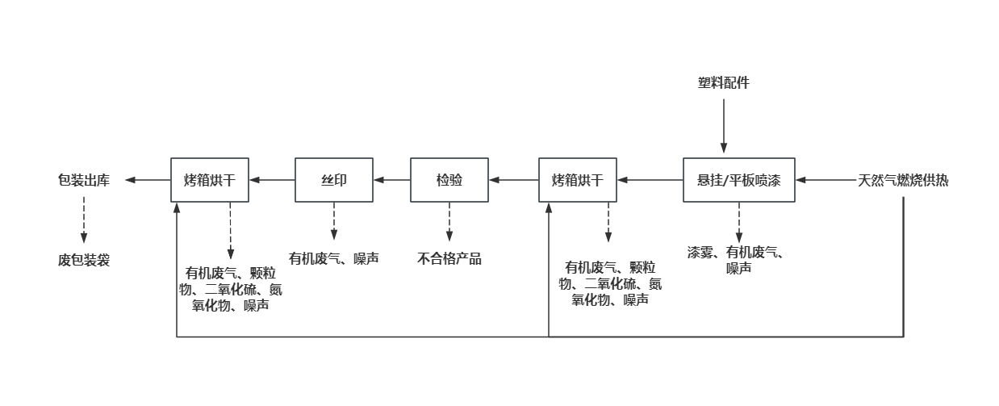 塑料配件
包装出库
烤箱烘干
丝印
检验
烤箱烘干
悬挂/平板喷漆
天然气燃烧供热
废包装袋
有机废气、颗粒
物、二氧化硫、氮
氧化物、噪声
有机废气、噪声
不合格产品
有机废气、颗粒
物、二氧化硫、氮
氧化物、噪声
漆雾、有机废气、
噪声